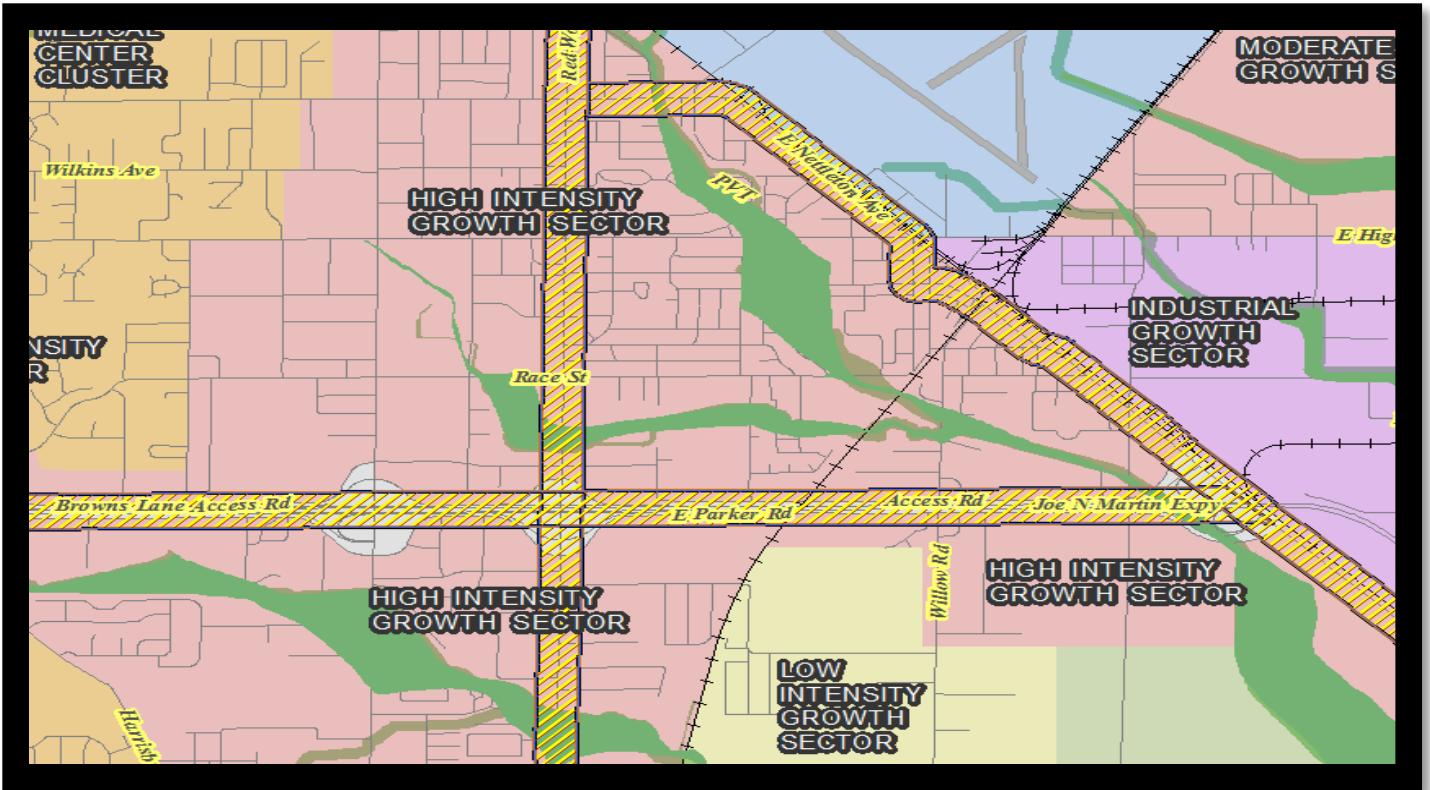 MEDICAL
CENTER
CLUSTER
MODERATE
GROWTH S
Wilkins Ave
E Nettleton Ave
PVT
HIGH INTENSITY
GROWTH SECTOR
E Hig
INDUSTRIAL
GROWTH
SECTOR
NSITY
R
Race St
Browns Lane Access Rd
E Parker Rd
Access Rd
Joe N Martin Expy
Willow Rd
HIGH INTENSITY
GROWTH SECTOR
HIGH INTENSITY
GROWTH SECTOR
LOW
INTENSITY
GROWTH
SECTOR
Harrisb